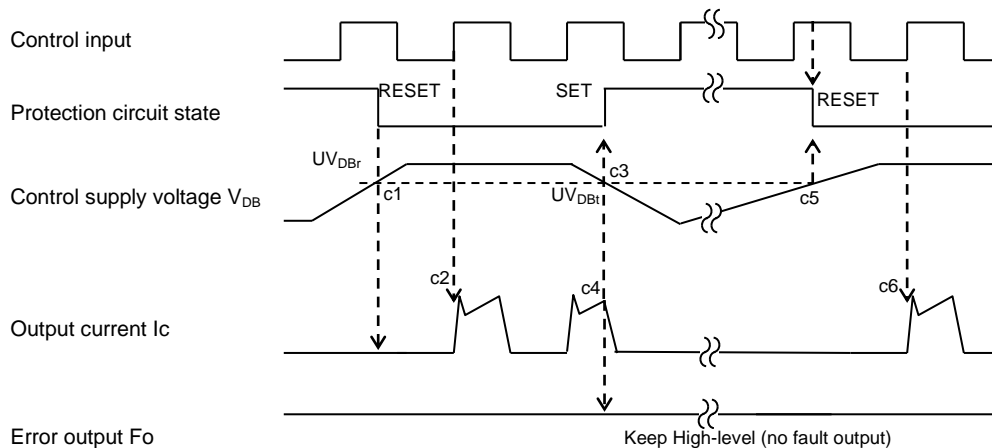 Control input
RESET
SET
RESET
Protection circuit state
UVDBr
c3
Control supply voltage VDB
c1
UVDBt
c5
c2
c4
c6
Output current Ic
Error output Fo
Keep High-level (no fault output)